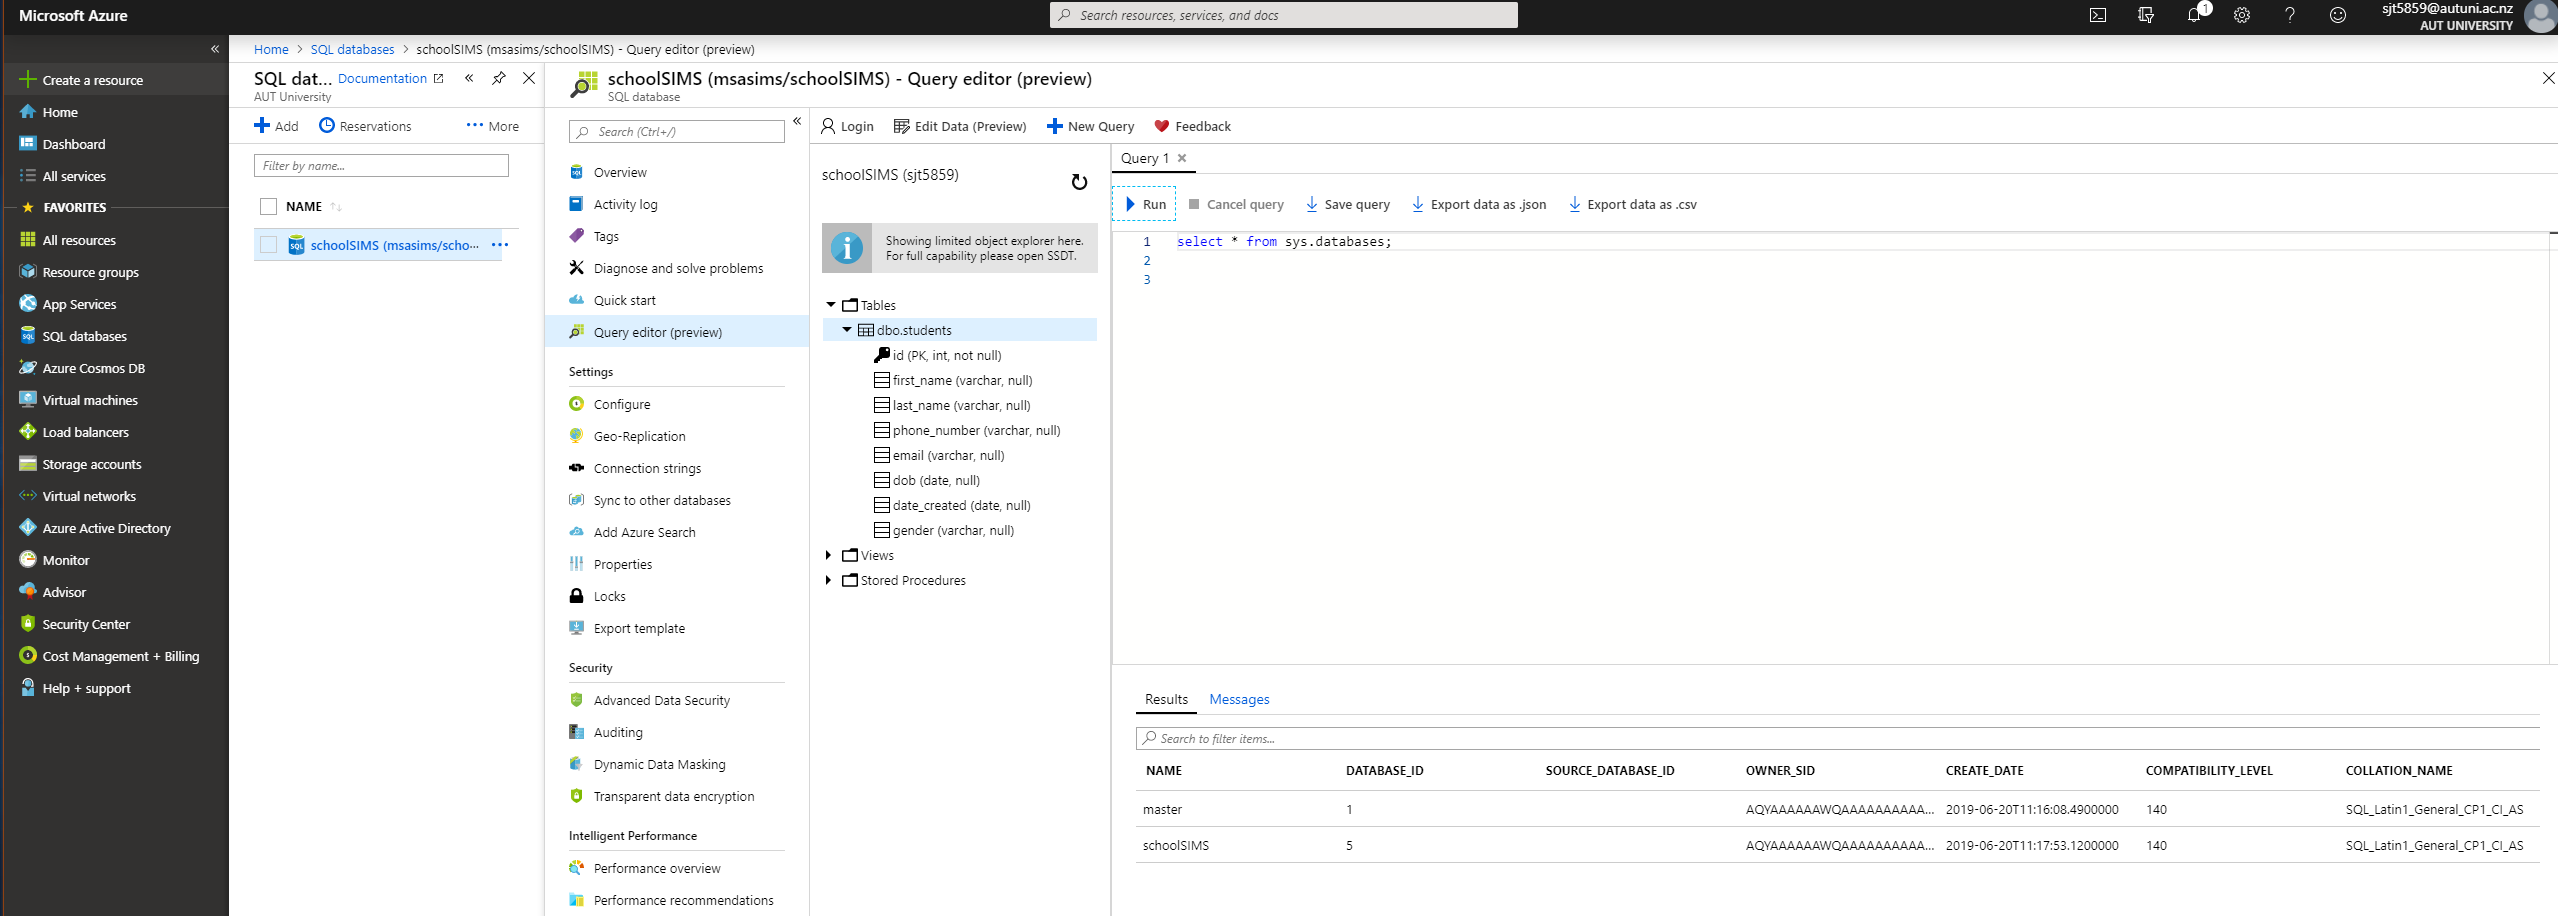 Microsoft Azure
Search resources, services, and docs
1
sjt5859@autuni.ac.nz
AUT UNIVERSITY
Create a resource
Home
Dashboard
All services
FAVORITES
All resources
Resource groups
App Services
SQL databases
Azure Cosmos DB
Virtual machines
Load balancers
Storage accounts
Virtual networks
Azure Active Directory
Monitor
Advisor
Security Center
Cost Management + Billing
Help + support
Home > SQL databases > schoolSIMS (msasims/schoolSIMS) - Query editor (preview)
SQL dat... Documentation
AUT University
Add Reservations More
Filter by name...
NAME
schoolSIMS (msasims/scho...
schoolSIMS (msasims/schoolSIMS) - Query editor (preview)
SQL database
Search (Ctrl+/)
Overview
Activity log
Tags
Diagnose and solve problems
Quick start
Query editor (preview)
Settings
Configure
Geo-Replication
Connection strings
Sync to other databases
Add Azure Search
Properties
Locks
Export template
Security
Advanced Data Security
Auditing
Dynamic Data Masking
Transparent data encryption
Intelligent Performance
Performance overview
Performance recommendations
Login Edit Data (Preview) New Query Feedback
schoolSIMS (sjt5859)
Showing limited object explorer here.
For full capability please open SSDT.
Tables
dbo.students
id (PK, int, not null)
first_name (varchar, null)
last_name (varchar, null)
phone_number (varchar, null)
email (varchar, null)
dob (date, null)
date_created (date, null)
gender (varchar, null)
Views
Stored Procedures
Query 1
Run Cancel query Save query Export data as .json Export data as .csv
1 select * from sys.databases;
2
3
Results Messages
Search to filter items...
NAME DATABASE_ID SOURCE_DATABASE_ID OWNER_SID CREATE_DATE COMPATIBILITY_LEVEL COLLATION_NAME
master 1 AQYAAAAAAWQAAAAAAAAAA... 2019-06-20T11:16:08.4900000 140 SQL_Latin1_General_CP1_CI_AS
schoolSIMS 5 AQYAAAAAAWQAAAAAAAAAA... 2019-06-20T11:17:53.1200000 140 SQL_Latin1_General_CP1_CI_AS